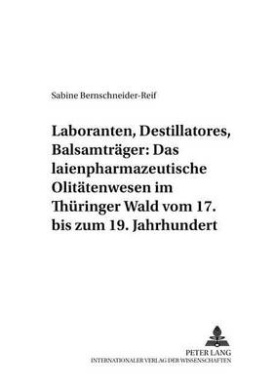 Sabine Bernschneider-Reif
Laboranten, Destillatores,
Balsamträger: Das
laienpharmazeutische
Olitätenwesen im
Thüringer Wald vom 17.
bis zum 19. Jahrhundert
PETER LANG
INTERNATIONALER VERLAG DER WISSENSCHAFTEN